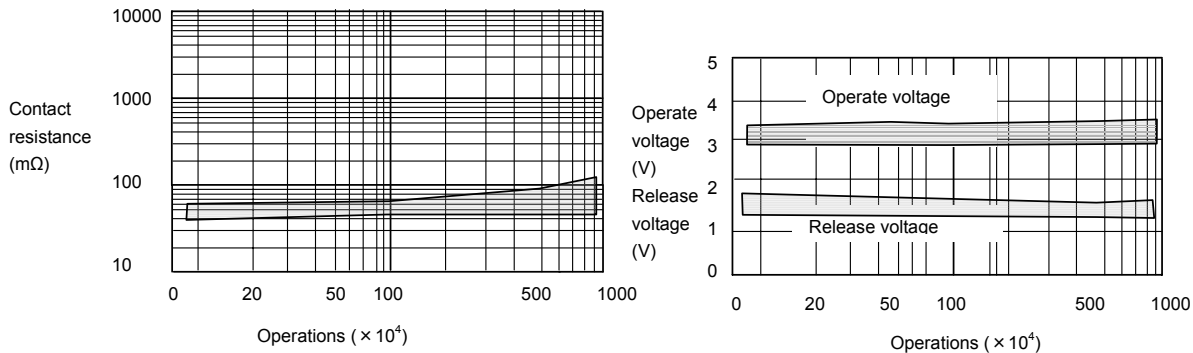 10000
1000
100
10
Contact
resistance
(mΩ)
0 20 50 100 500 1000
Operations ( × 10⁴)
5
4
3
2
1
0
Operate
voltage
(V)
Release
voltage
(V)
Operate voltage
Release voltage
0 20 50 100 500 1000
Operations ( × 10⁴)